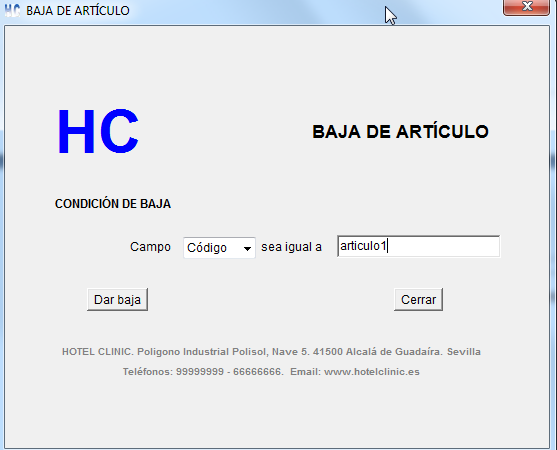 HC BAJA DE ARTÍCULO
HC
BAJA DE ARTÍCULO
CONDICIÓN DE BAJA
Campo Código sea igual a articulo1
Dar baja Cerrar
HOTEL CLINIC. Poligono Industrial Polisol, Nave 5. 41500 Alcalá de Guadaíra. Sevilla
Teléfonos: 99999999 - 66666666. Email: www.hotelclinic.es